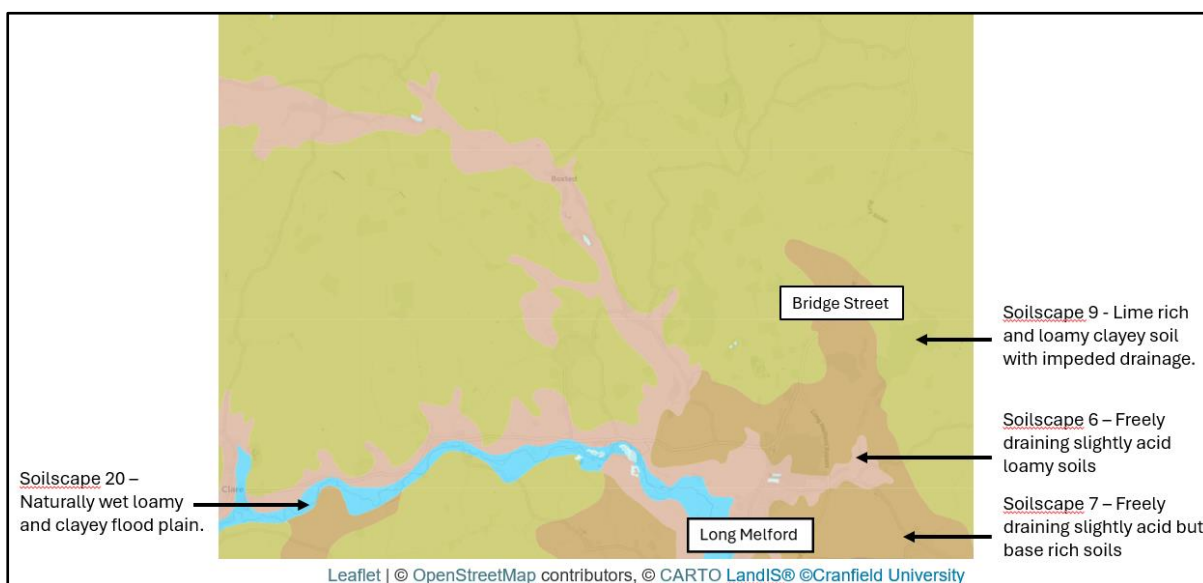 Boxted
Bridge Street
Soilscape 9 - Lime rich
and loamy clayey soil
with impeded drainage.
Soilscape 6 – Freely
draining slightly acid
loamy soils
Soilscape 20 –
Naturally wet loamy
and clayey flood plain.
Clare
Soilscape 7 – Freely
draining slightly acid but
base rich soils
Long Melford
Leaflet | © OpenStreetMap contributors, © CARTO LandIS® ©Cranfield University